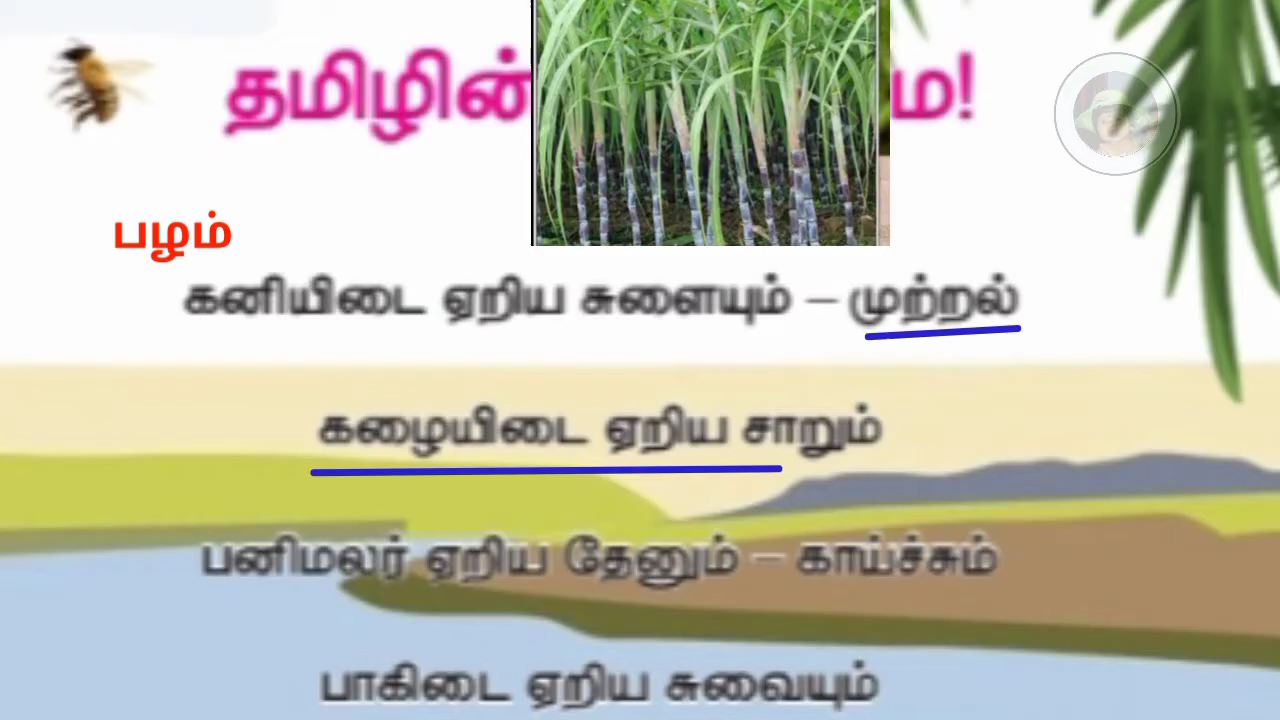 தமிழின் ம!
பழம்
கனியிடை ஏறிய சுளையும் – முற்றல்
கழையிடை ஏறிய சாறும்
பனிமலர் ஏறிய தேனும் – காய்ச்சும்
பாகிடை ஏறிய சுவையும்